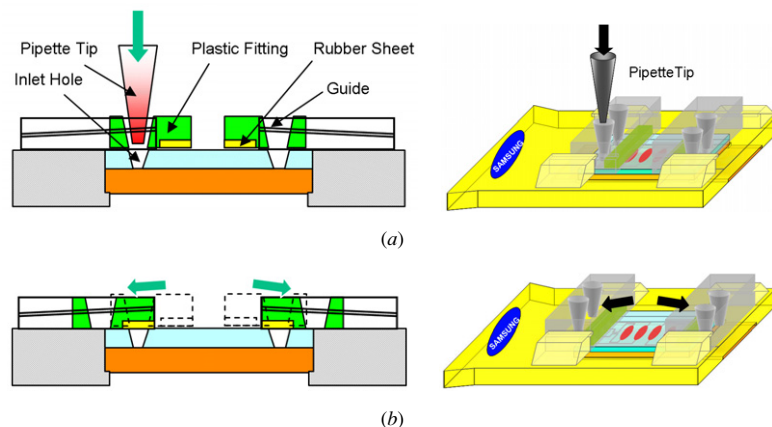 Pipette Tip
Plastic Fitting
Rubber Sheet
Inlet Hole
Guide
PipetteTip
SAMSUNG
(a)
SAMSUNG
(b)